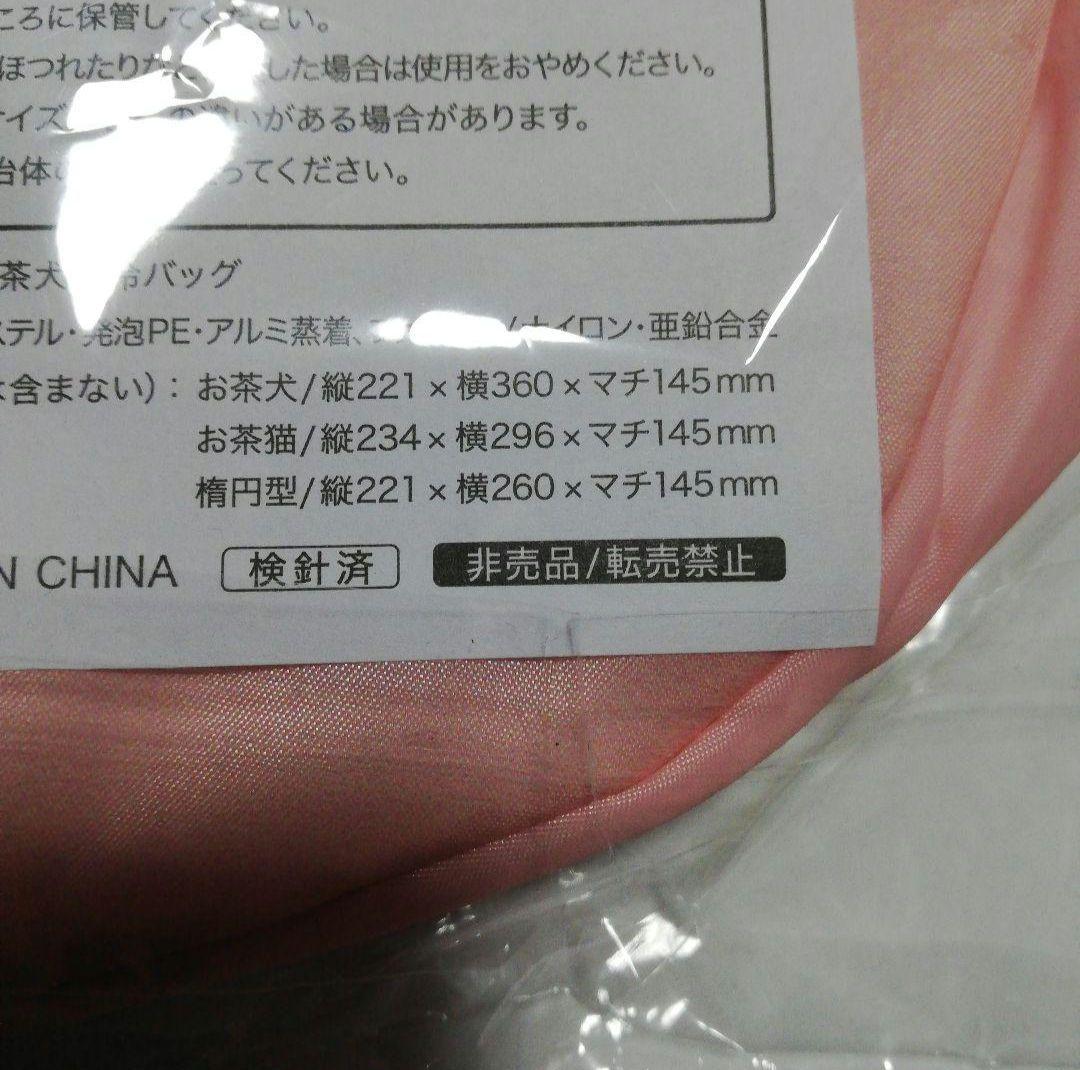 ころに保管してください。
ほつれたり した場合は使用をおやめください。
サイズ の違いがある場合があります。
台体 ってください。
茶犬 冷バッグ
ステル・発泡PE・アルミ蒸着、 /ナイロン・亜鉛合金
は含まない）：お茶犬/縦221×横360×マチ145mm
お茶猫/縦234×横296×マチ145mm
楕円型/縦221×横260×マチ145mm
N CHINA 検針済 非売品/転売禁止